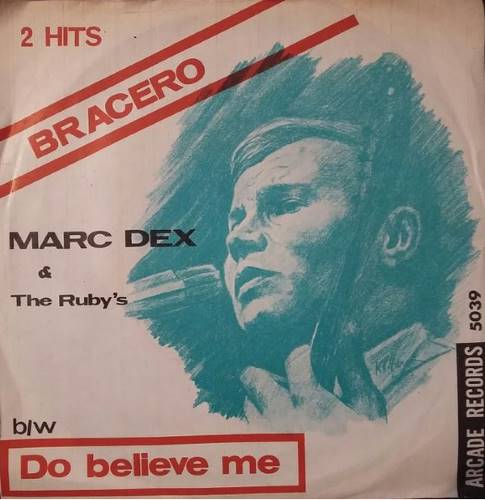 2 HITS
BRACERO
MARC DEX
&
The Ruby's
b/w
Do believe me
ARCADE RECORDS 5039